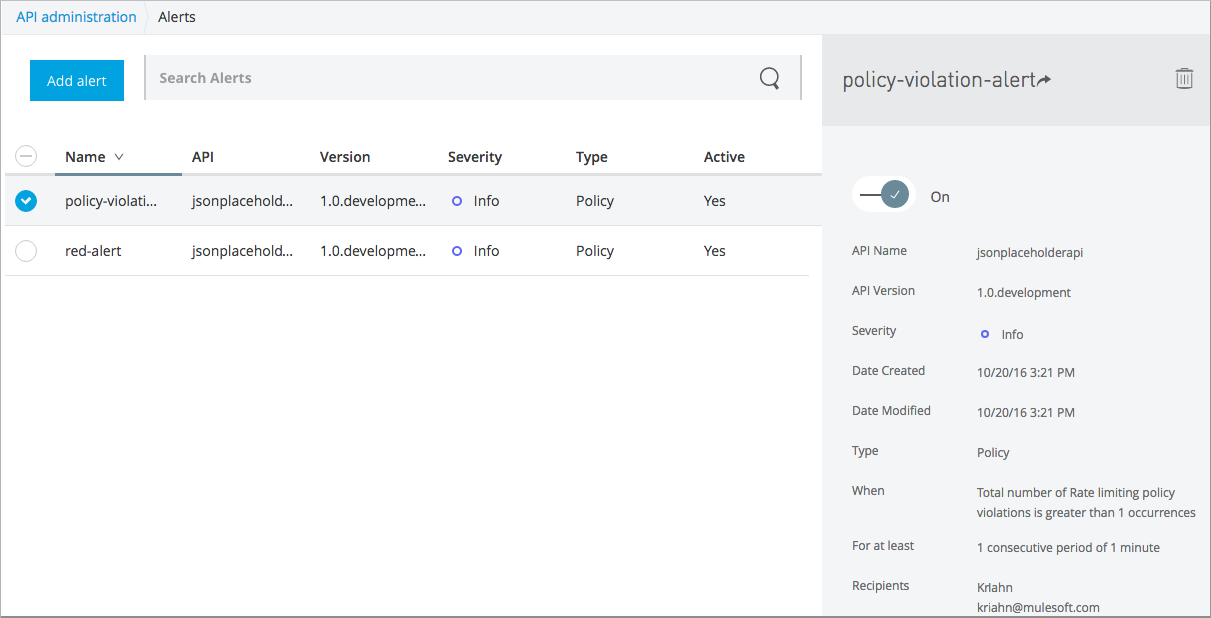 API administration Alerts
Add alert
Search Alerts
policy-violation-alert
Name API Version Severity Type Active
policy-violati... jsonplacehold... 1.0.developme... Info Policy Yes
red-alert jsonplacehold... 1.0.developme... Info Policy Yes
On
API Name jsonplaceholderapi
API Version 1.0.development
Severity Info
Date Created 10/20/16 3:21 PM
Date Modified 10/20/16 3:21 PM
Type Policy
When Total number of Rate limiting policy
violations is greater than 1 occurrences
For at least 1 consecutive period of 1 minute
Recipients Kriahn
kriahn@mulesoft.com